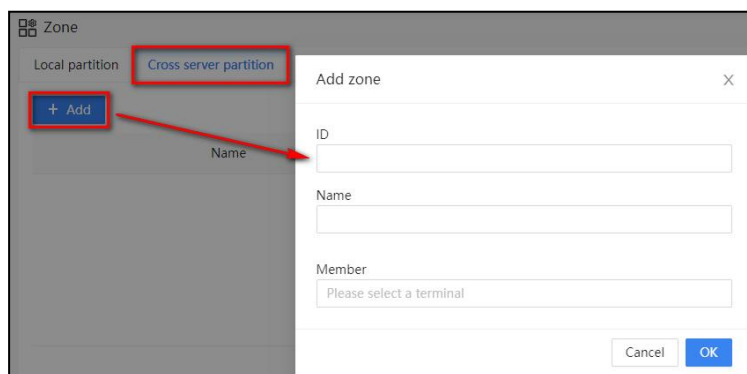 Zone
Local partition Cross server partition
+ Add
Name
Add zone
ID
Name
Member
Please select a terminal
Cancel OK